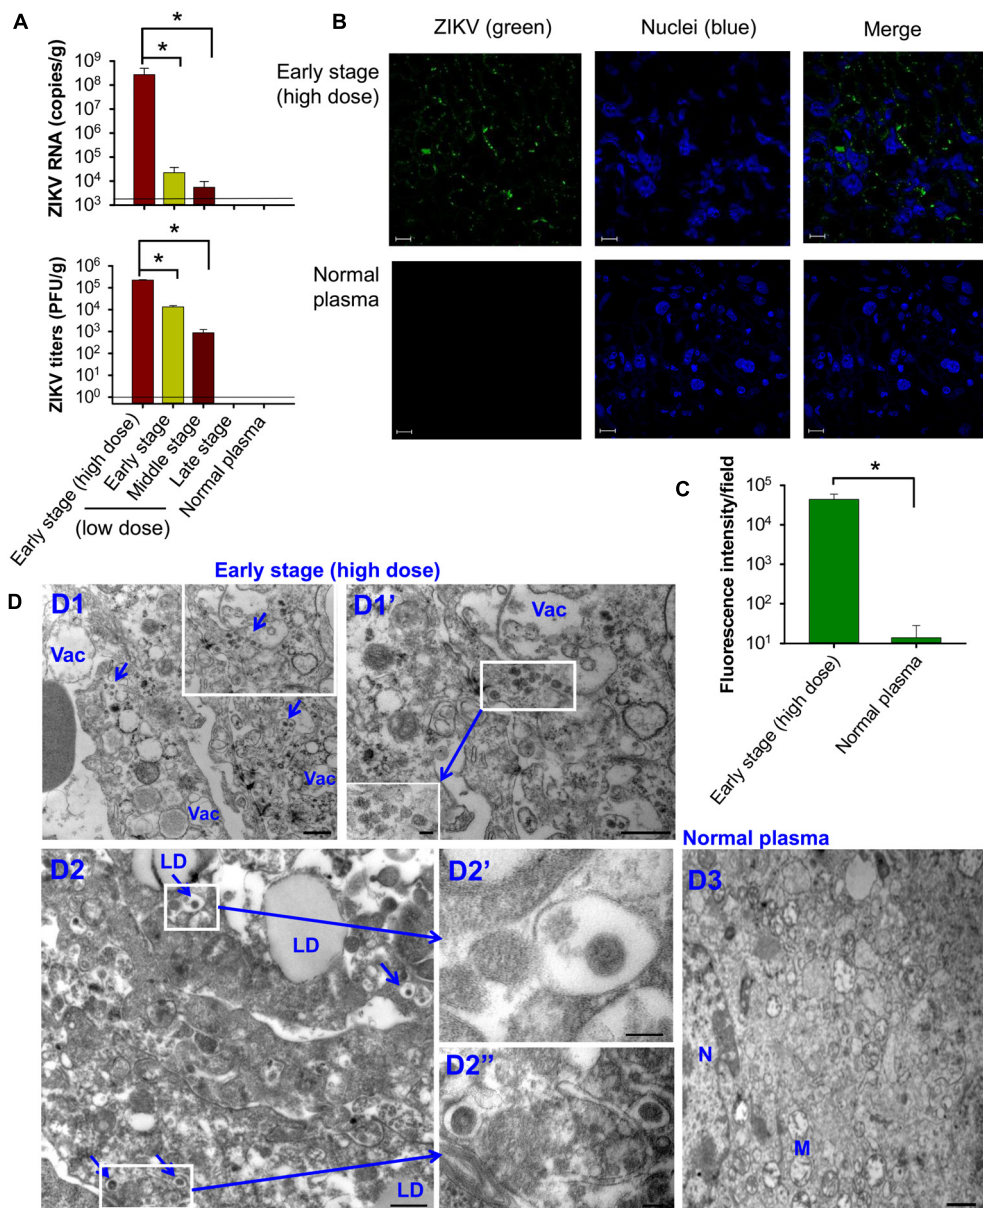 A
* 
*
ZIKV RNA (copies/g)
10⁹
10⁸
10⁷
10⁶
10⁵
10⁴
10³
*
*
ZIKV titers (PFU/g)
10⁶
10⁵
10⁴
10³
10²
10¹
10⁰
Early stage (high dose)
Early stage
Middle stage
Late stage
Normal plasma
(low dose)
B
ZIKV (green)
Nuclei (blue)
Merge
Early stage
(high dose)
Normal
plasma
C
*
Fluorescence intensity/field
10⁵
10⁴
10³
10²
10¹
Early stage (high dose)
Normal plasma
Early stage (high dose)
D
D1
Vac
Vac
Vac
D1'
Vac
D2
LD
LD
LD
D2'
D2"
Normal plasma
D3
N
M